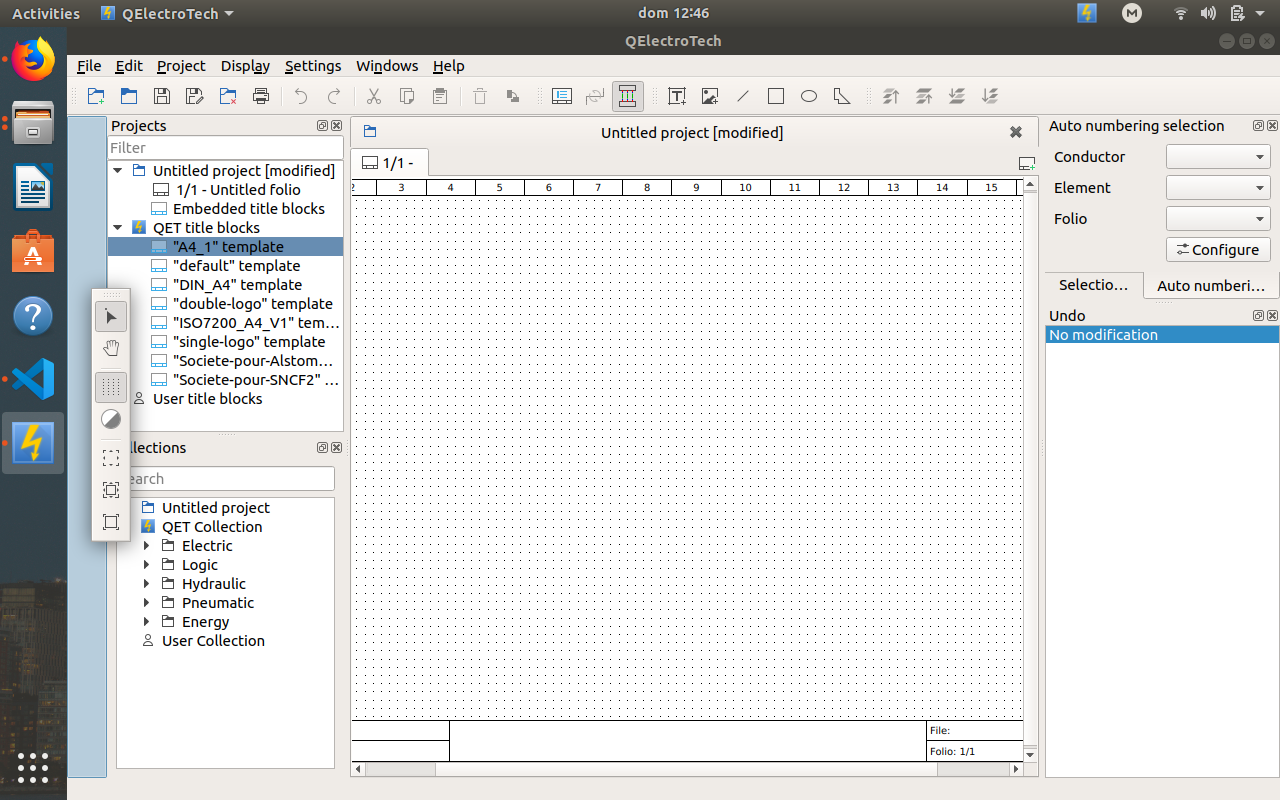 Activities
QElectroTech
dom 12:46
M
QElectroTech
File Edit Project Display Settings Windows Help
Projects
Filter
Untitled project [modified]
1/1 - Untitled folio
Embedded title blocks
QET title blocks
"A4_1" template
"default" template
"DIN_A4" template
"double-logo" template
"ISO7200_A4_V1" tem...
"single-logo" template
"Societe-pour-Alstom...
"Societe-pour-SNCF2" ...
User title blocks
llections
earch
Untitled project
QET Collection
Electric
Logic
Hydraulic
Pneumatic
Energy
User Collection
Untitled project [modified]
1/1 -
2 3 4 5 6 7 8 9 10 11 12 13 14 15
File:
Folio: 1/1
Auto numbering selection
Conductor
Element
Folio
Configure
Selectio...
Auto numberi...
Undo
No modification